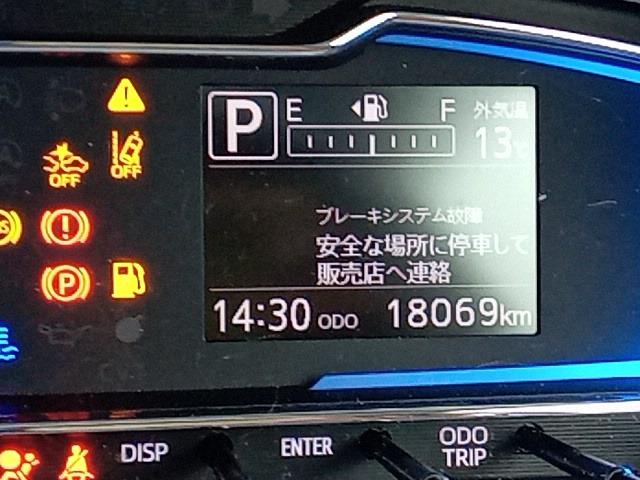 E F 外気温
P 13℃
OFF OFF
ブレーキシステム故障
安全な場所に停車して
P 販売店へ連絡
14:30 ODO 18069km
DISP ENTER ODO
TRIP